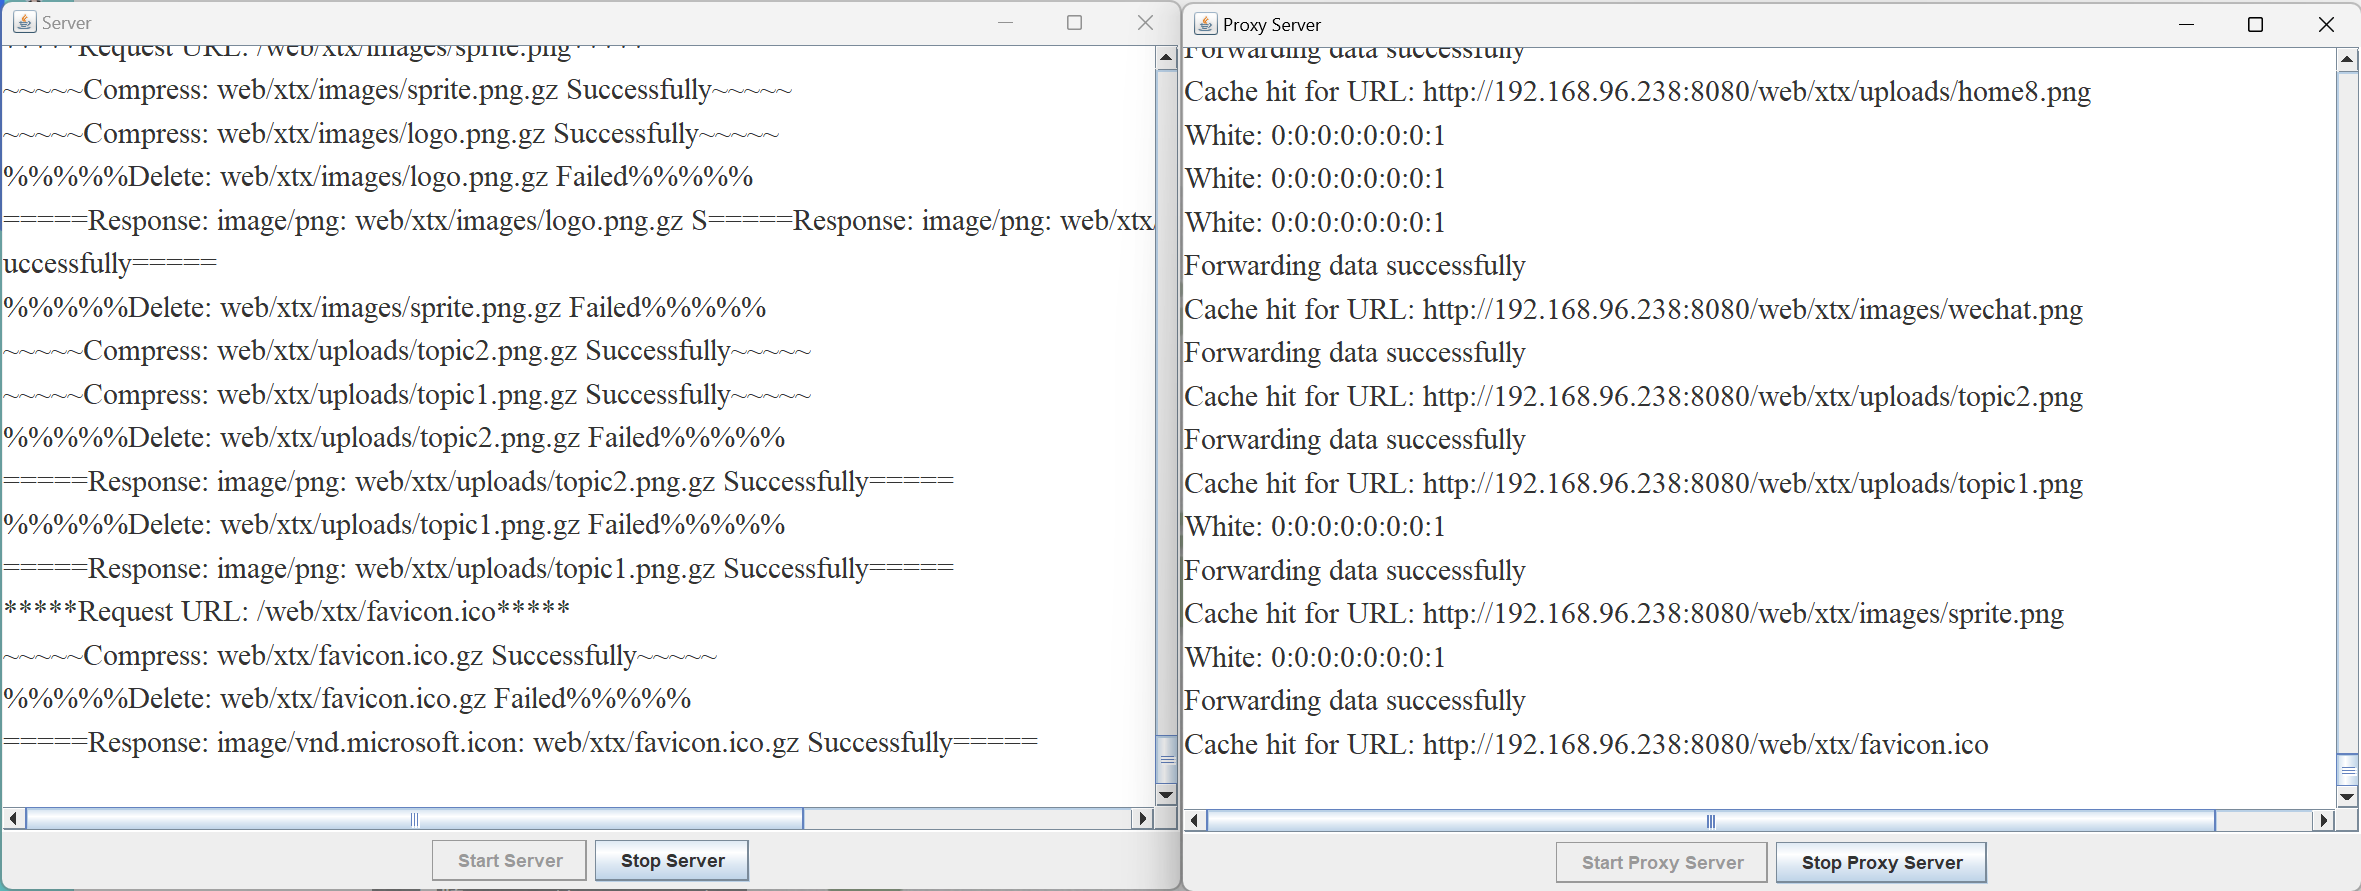 Server
*****Request URL: /web/xtx/images/sprite.png*****
~~~~~Compress: web/xtx/images/sprite.png.gz Successfully~~~~~
~~~~~Compress: web/xtx/images/logo.png.gz Successfully~~~~~
%%%%%Delete: web/xtx/images/logo.png.gz Failed%%%%%
=====Response: image/png: web/xtx/images/logo.png.gz S=====Response: image/png: web/xtx/
uccessfully=====
%%%%%Delete: web/xtx/images/sprite.png.gz Failed%%%%%
~~~~~Compress: web/xtx/uploads/topic2.png.gz Successfully~~~~~
~~~~~Compress: web/xtx/uploads/topic1.png.gz Successfully~~~~~
%%%%%Delete: web/xtx/uploads/topic2.png.gz Failed%%%%%
=====Response: image/png: web/xtx/uploads/topic2.png.gz Successfully=====
%%%%%Delete: web/xtx/uploads/topic1.png.gz Failed%%%%%
=====Response: image/png: web/xtx/uploads/topic1.png.gz Successfully=====
*****Request URL: /web/xtx/favicon.ico*****
~~~~~Compress: web/xtx/favicon.ico.gz Successfully~~~~~
%%%%%Delete: web/xtx/favicon.ico.gz Failed%%%%%
=====Response: image/vnd.microsoft.icon: web/xtx/favicon.ico.gz Successfully=====
Start Server
Stop Server
Proxy Server
Forwarding data successfully
Cache hit for URL: http://192.168.96.238:8080/web/xtx/uploads/home8.png
White: 0:0:0:0:0:0:0:1
White: 0:0:0:0:0:0:0:1
White: 0:0:0:0:0:0:0:1
Forwarding data successfully
Cache hit for URL: http://192.168.96.238:8080/web/xtx/images/wechat.png
Forwarding data successfully
Cache hit for URL: http://192.168.96.238:8080/web/xtx/uploads/topic2.png
Forwarding data successfully
Cache hit for URL: http://192.168.96.238:8080/web/xtx/uploads/topic1.png
White: 0:0:0:0:0:0:0:1
Forwarding data successfully
Cache hit for URL: http://192.168.96.238:8080/web/xtx/images/sprite.png
White: 0:0:0:0:0:0:0:1
Forwarding data successfully
Cache hit for URL: http://192.168.96.238:8080/web/xtx/favicon.ico
Start Proxy Server
Stop Proxy Server